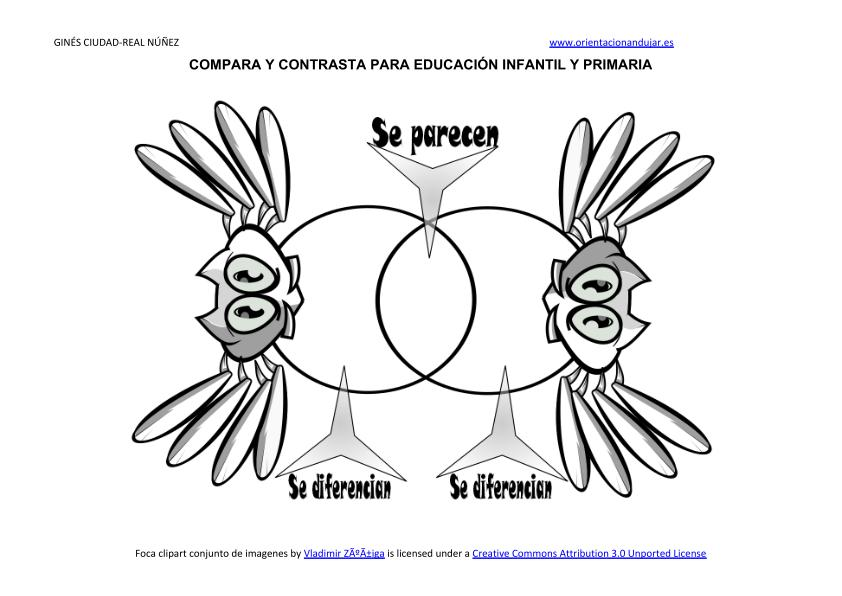 GINÉS CIUDAD-REAL NÚÑEZ
www.orientacionandujar.es
COMPARA Y CONTRASTA PARA EDUCACIÓN INFANTIL Y PRIMARIA
Se parecen
Se diferencian
Se diferencian
Foca clipart conjunto de imagenes by Vladimir ZÃºÃ±iga is licensed under a Creative Commons Attribution 3.0 Unported License